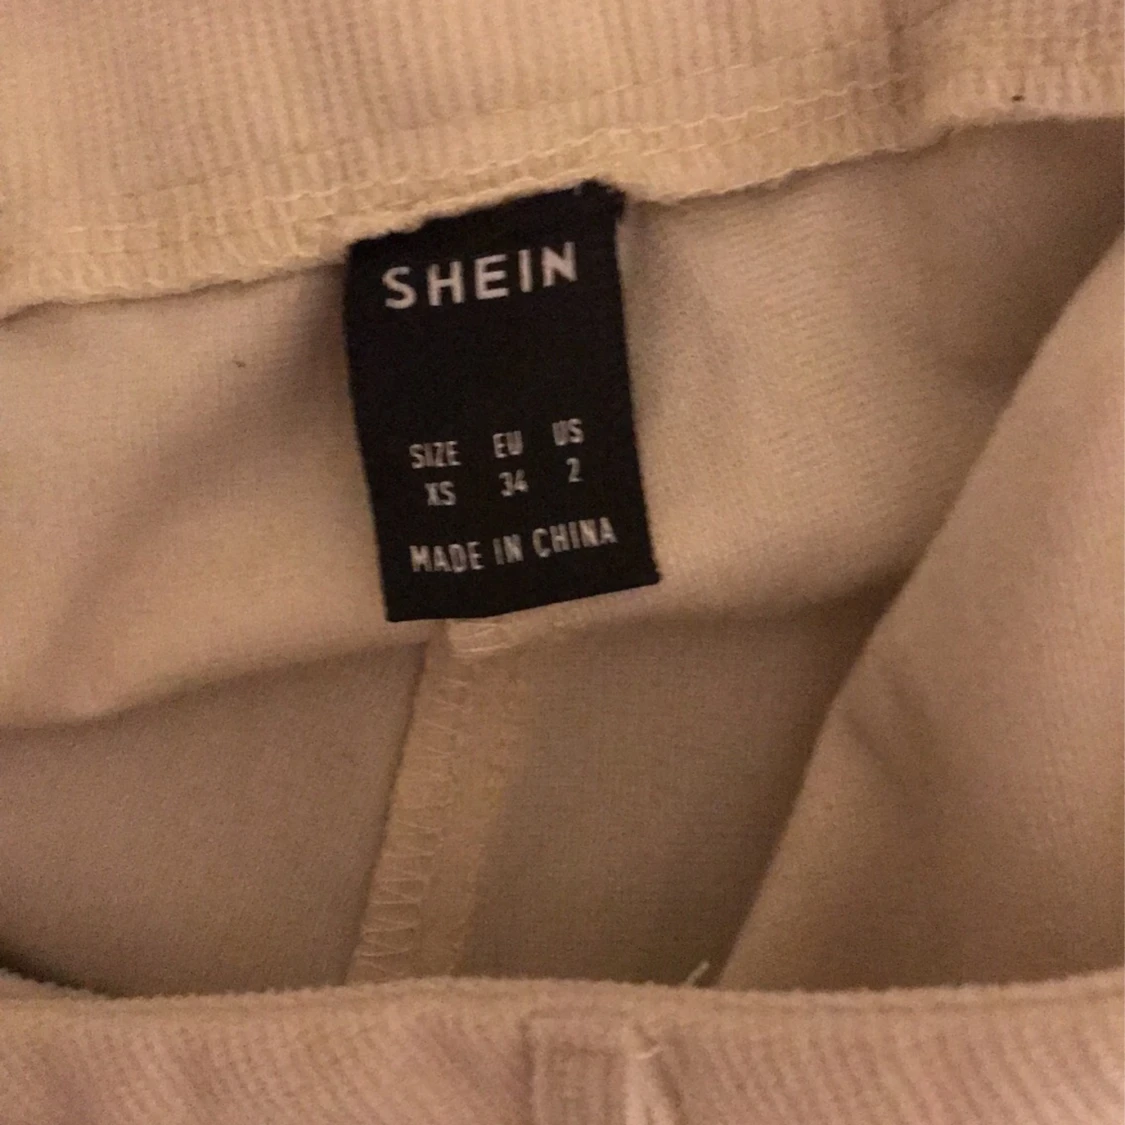 SHEIN
SIZE EU US
XS 34 2
MADE IN CHINA